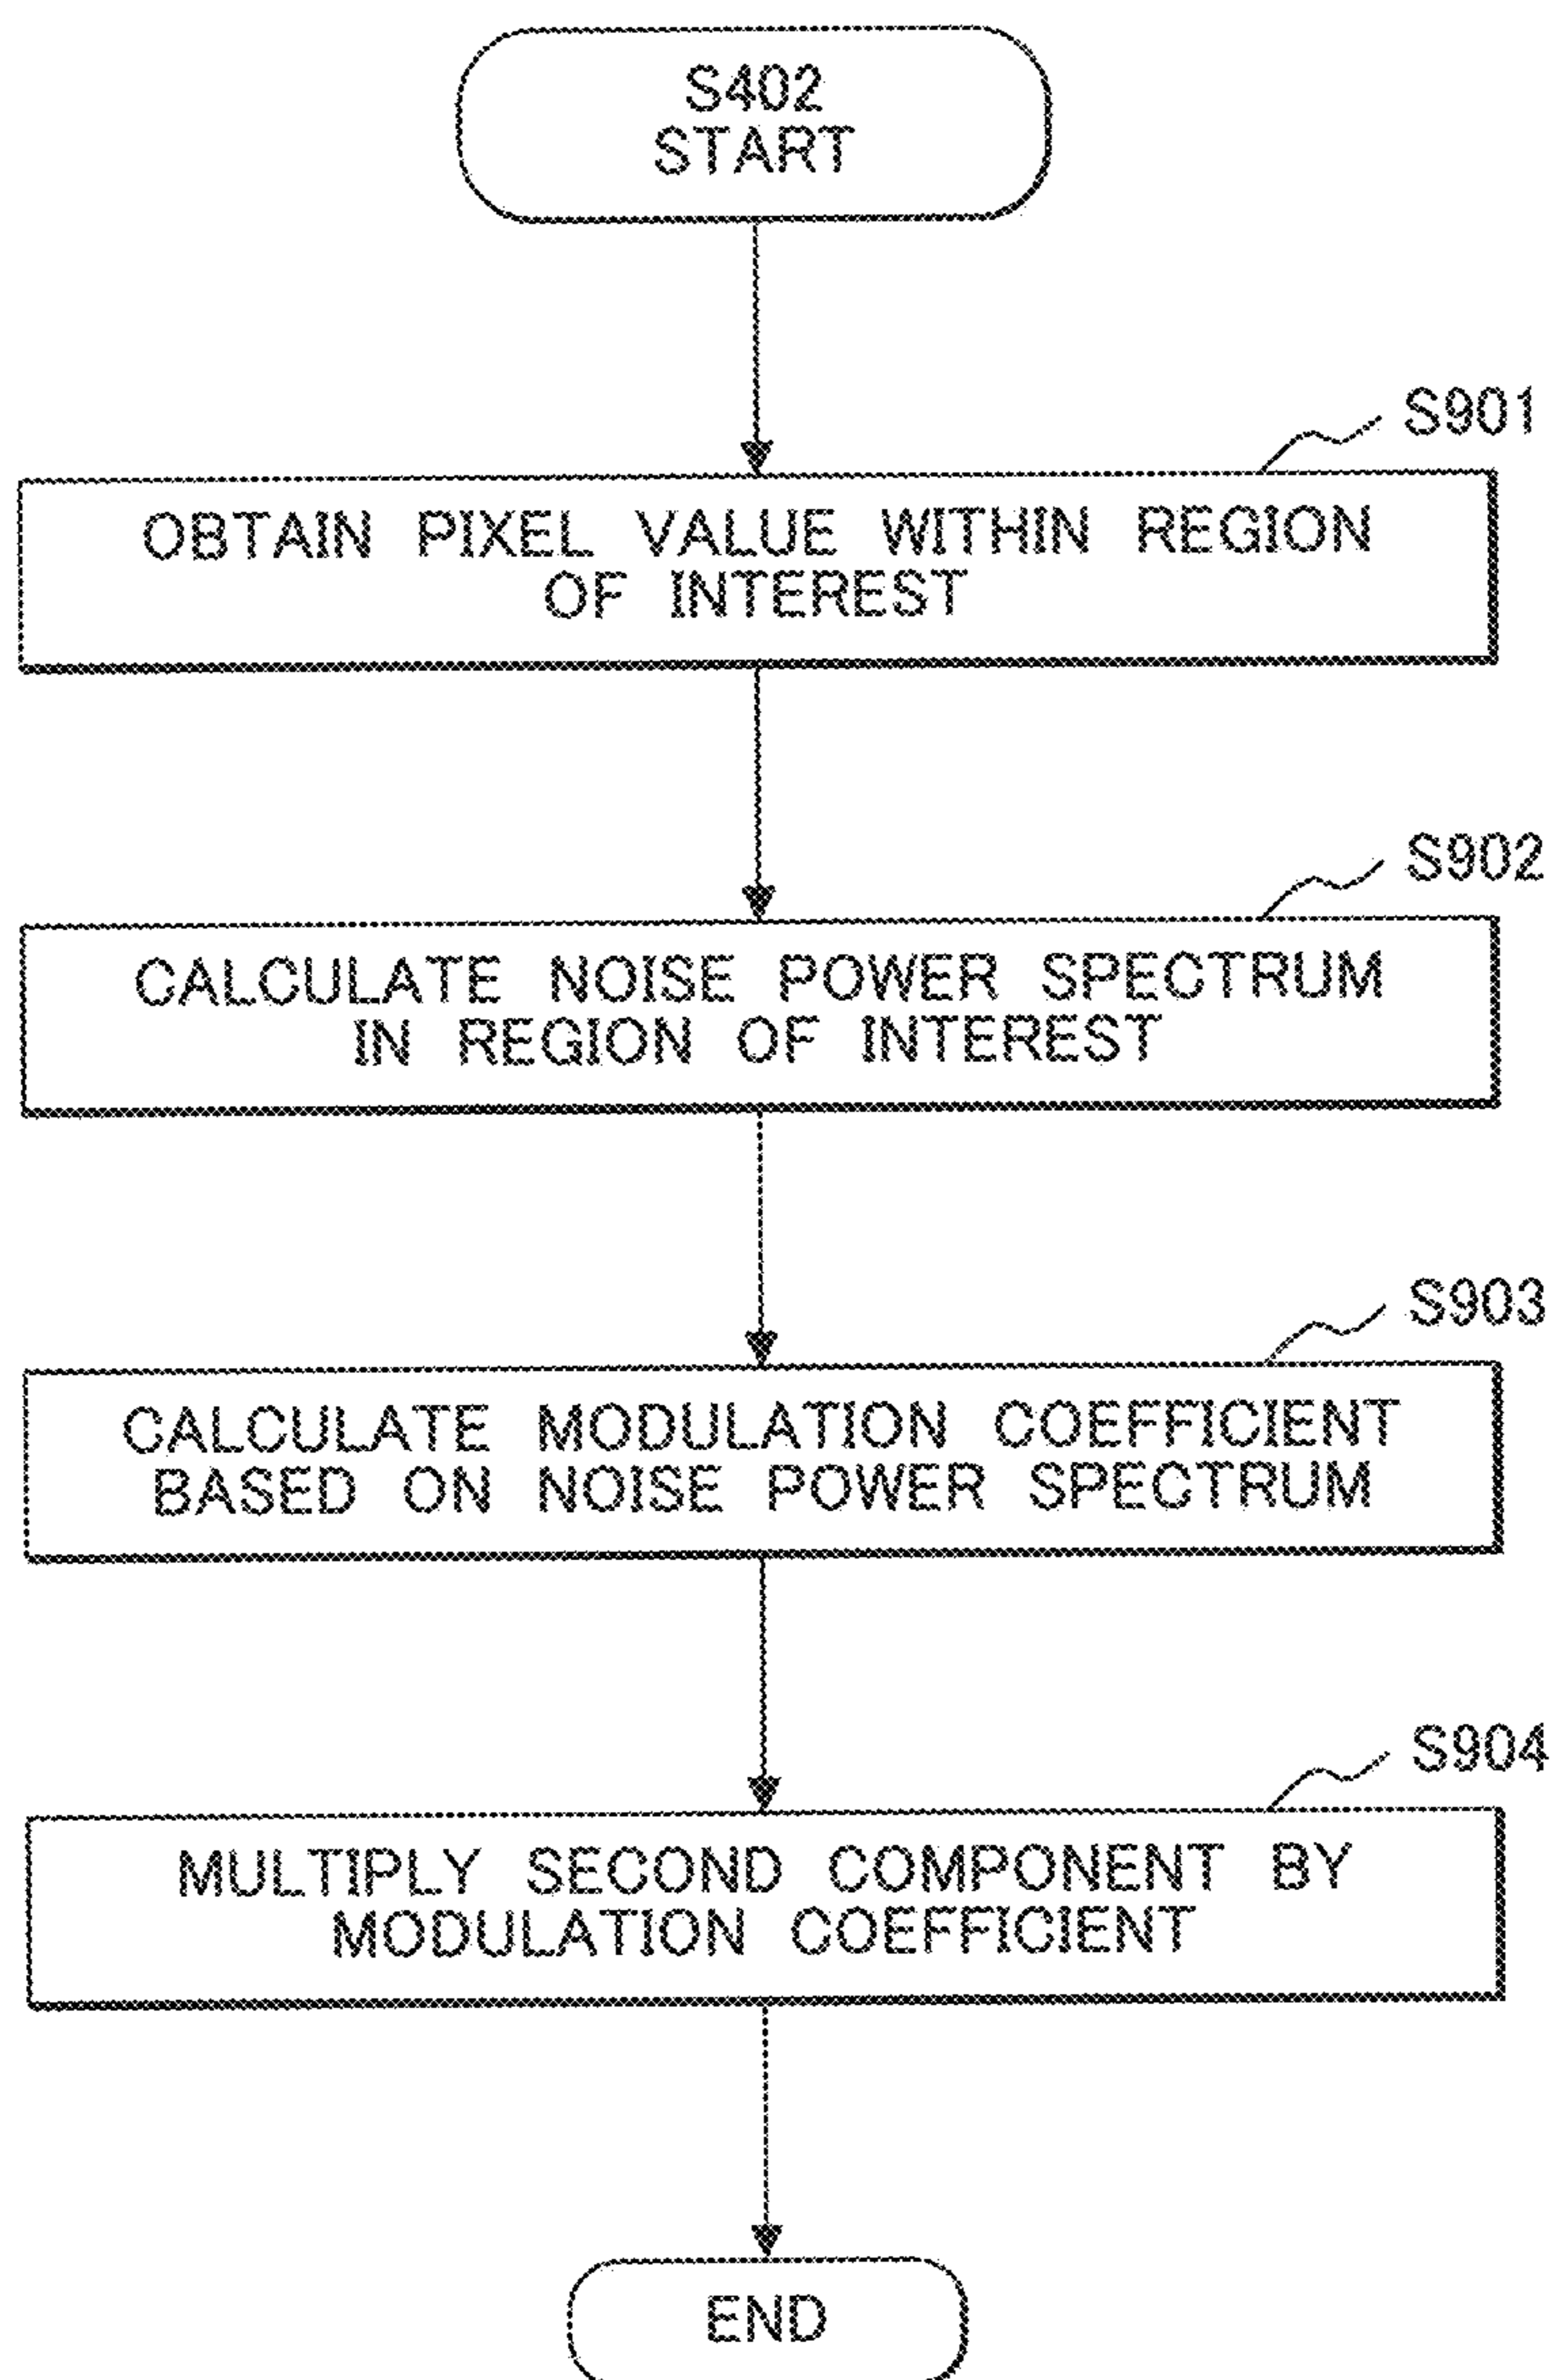 S402
START
S901
OBTAIN PIXEL VALUE WITHIN REGION
OF INTEREST
S902
CALCULATE NOISE POWER SPECTRUM
IN REGION OF INTEREST
S903
CALCULATE MODULATION COEFFICIENT
BASED ON NOISE POWER SPECTRUM
S904
MULTIPLY SECOND COMPONENT BY
MODULATION COEFFICIENT
END